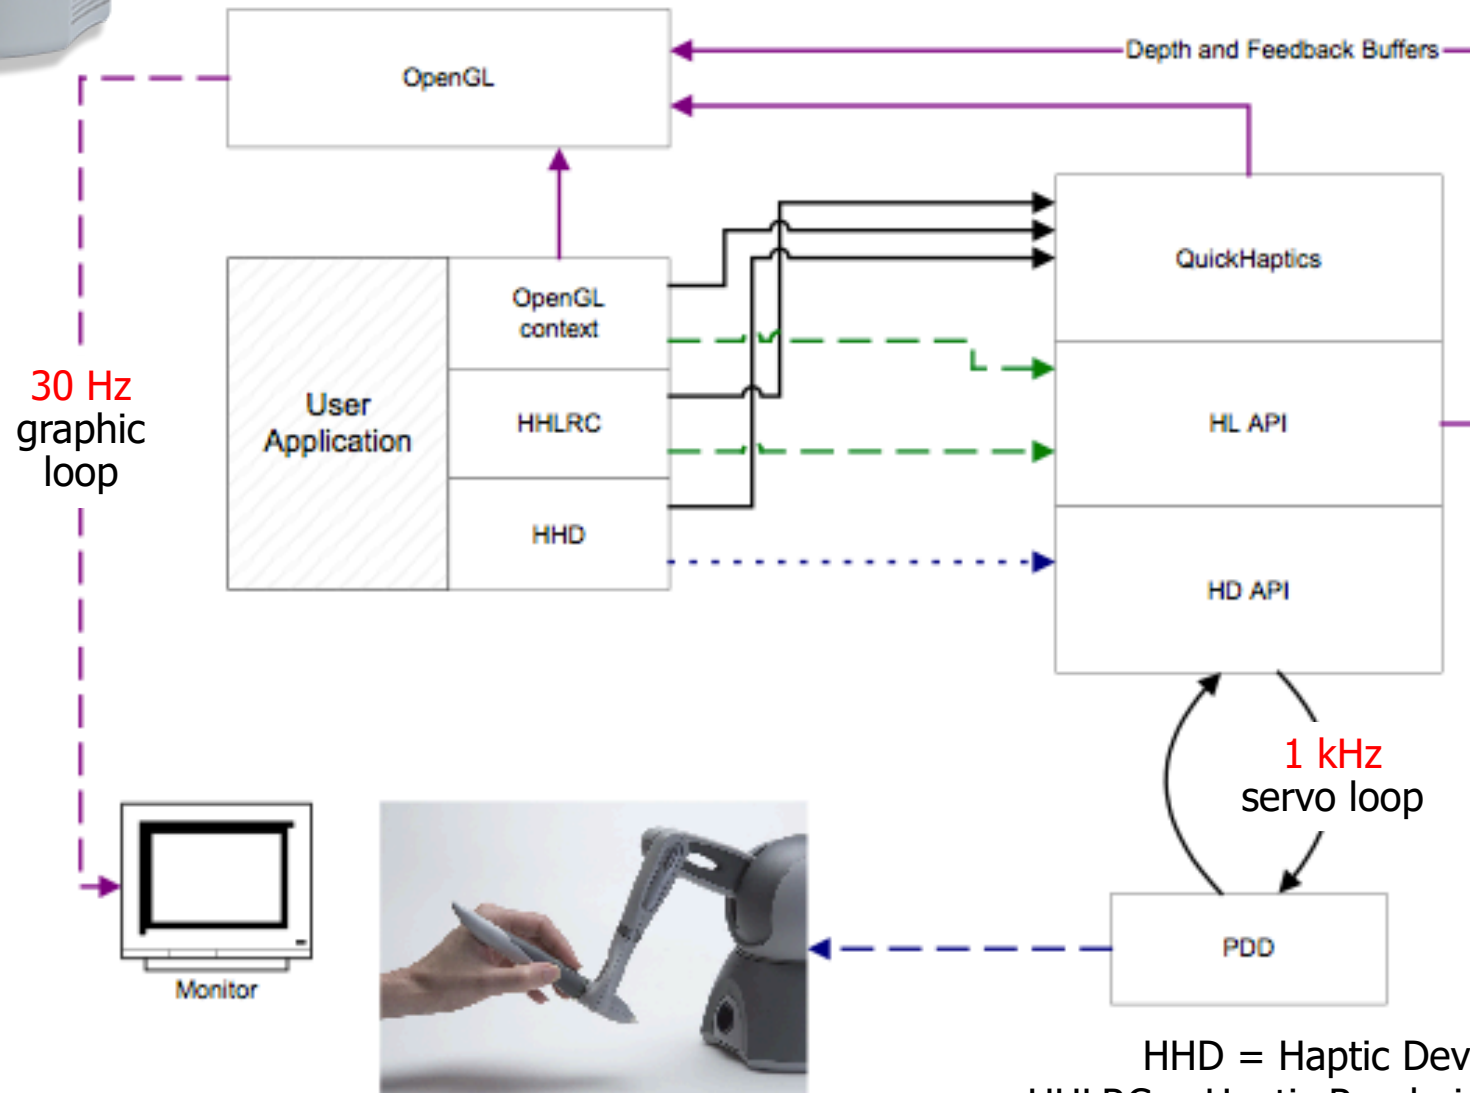 Depth and Feedback Buffers
OpenGL
QuickHaptics
OpenGL
context
30 Hz
graphic
loop
User
Application
HHLRC
HL API
HHD
HD API
1 kHz
servo loop
PDD
Monitor
HHD = Haptic Dev